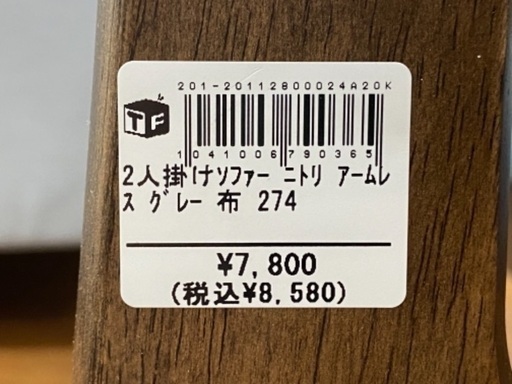 201-20112800024A20K
TF
1041006790365
2人掛けソファー ニトリ アームレ
ス グレー 布 274
¥7,800
(税込¥8,580)